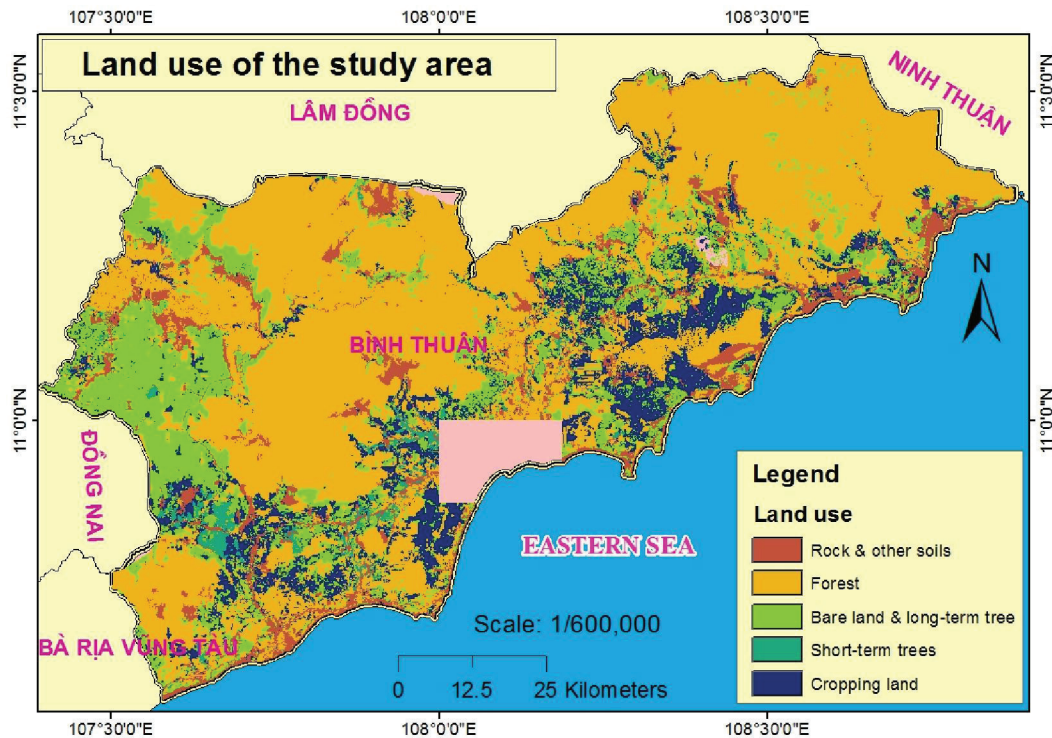 107°30'0"E 108°0'0"E 108°30'0"E
Land use of the study area
11°30'0"N
11°30'0"N
LÂM ĐỒNG
NINH THUẬN
N
BÌNH THUÂN
11°0'0"N
11°0'0"N
ĐỒNG NAI
EASTERN SEA
BÀ RỊA VUNG TÀU
Scale: 1/600,000
0 12.5 25 Kilometers
Legend
Land use
Rock & other soils
Forest
Bare land & long-term tree
Short-term trees
Cropping land
107°30'0"E 108°0'0"E 108°30'0"E